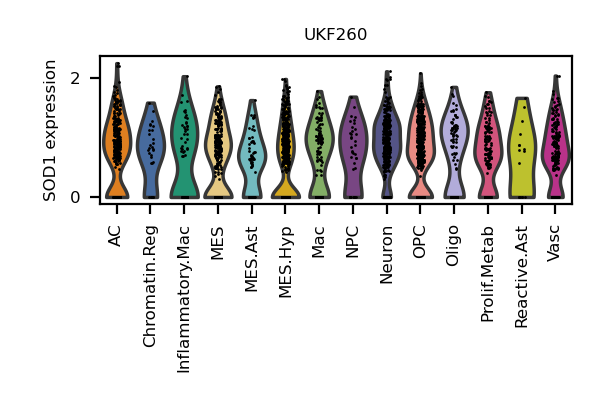 UKF260
SOD1 expression
2
0
AC
Chromatin.Reg
Inflammatory.Mac
MES
MES.Ast
MES.Hyp
Mac
NPC
Neuron
OPC
Oligo
Prolif.Metab
Reactive.Ast
Vasc